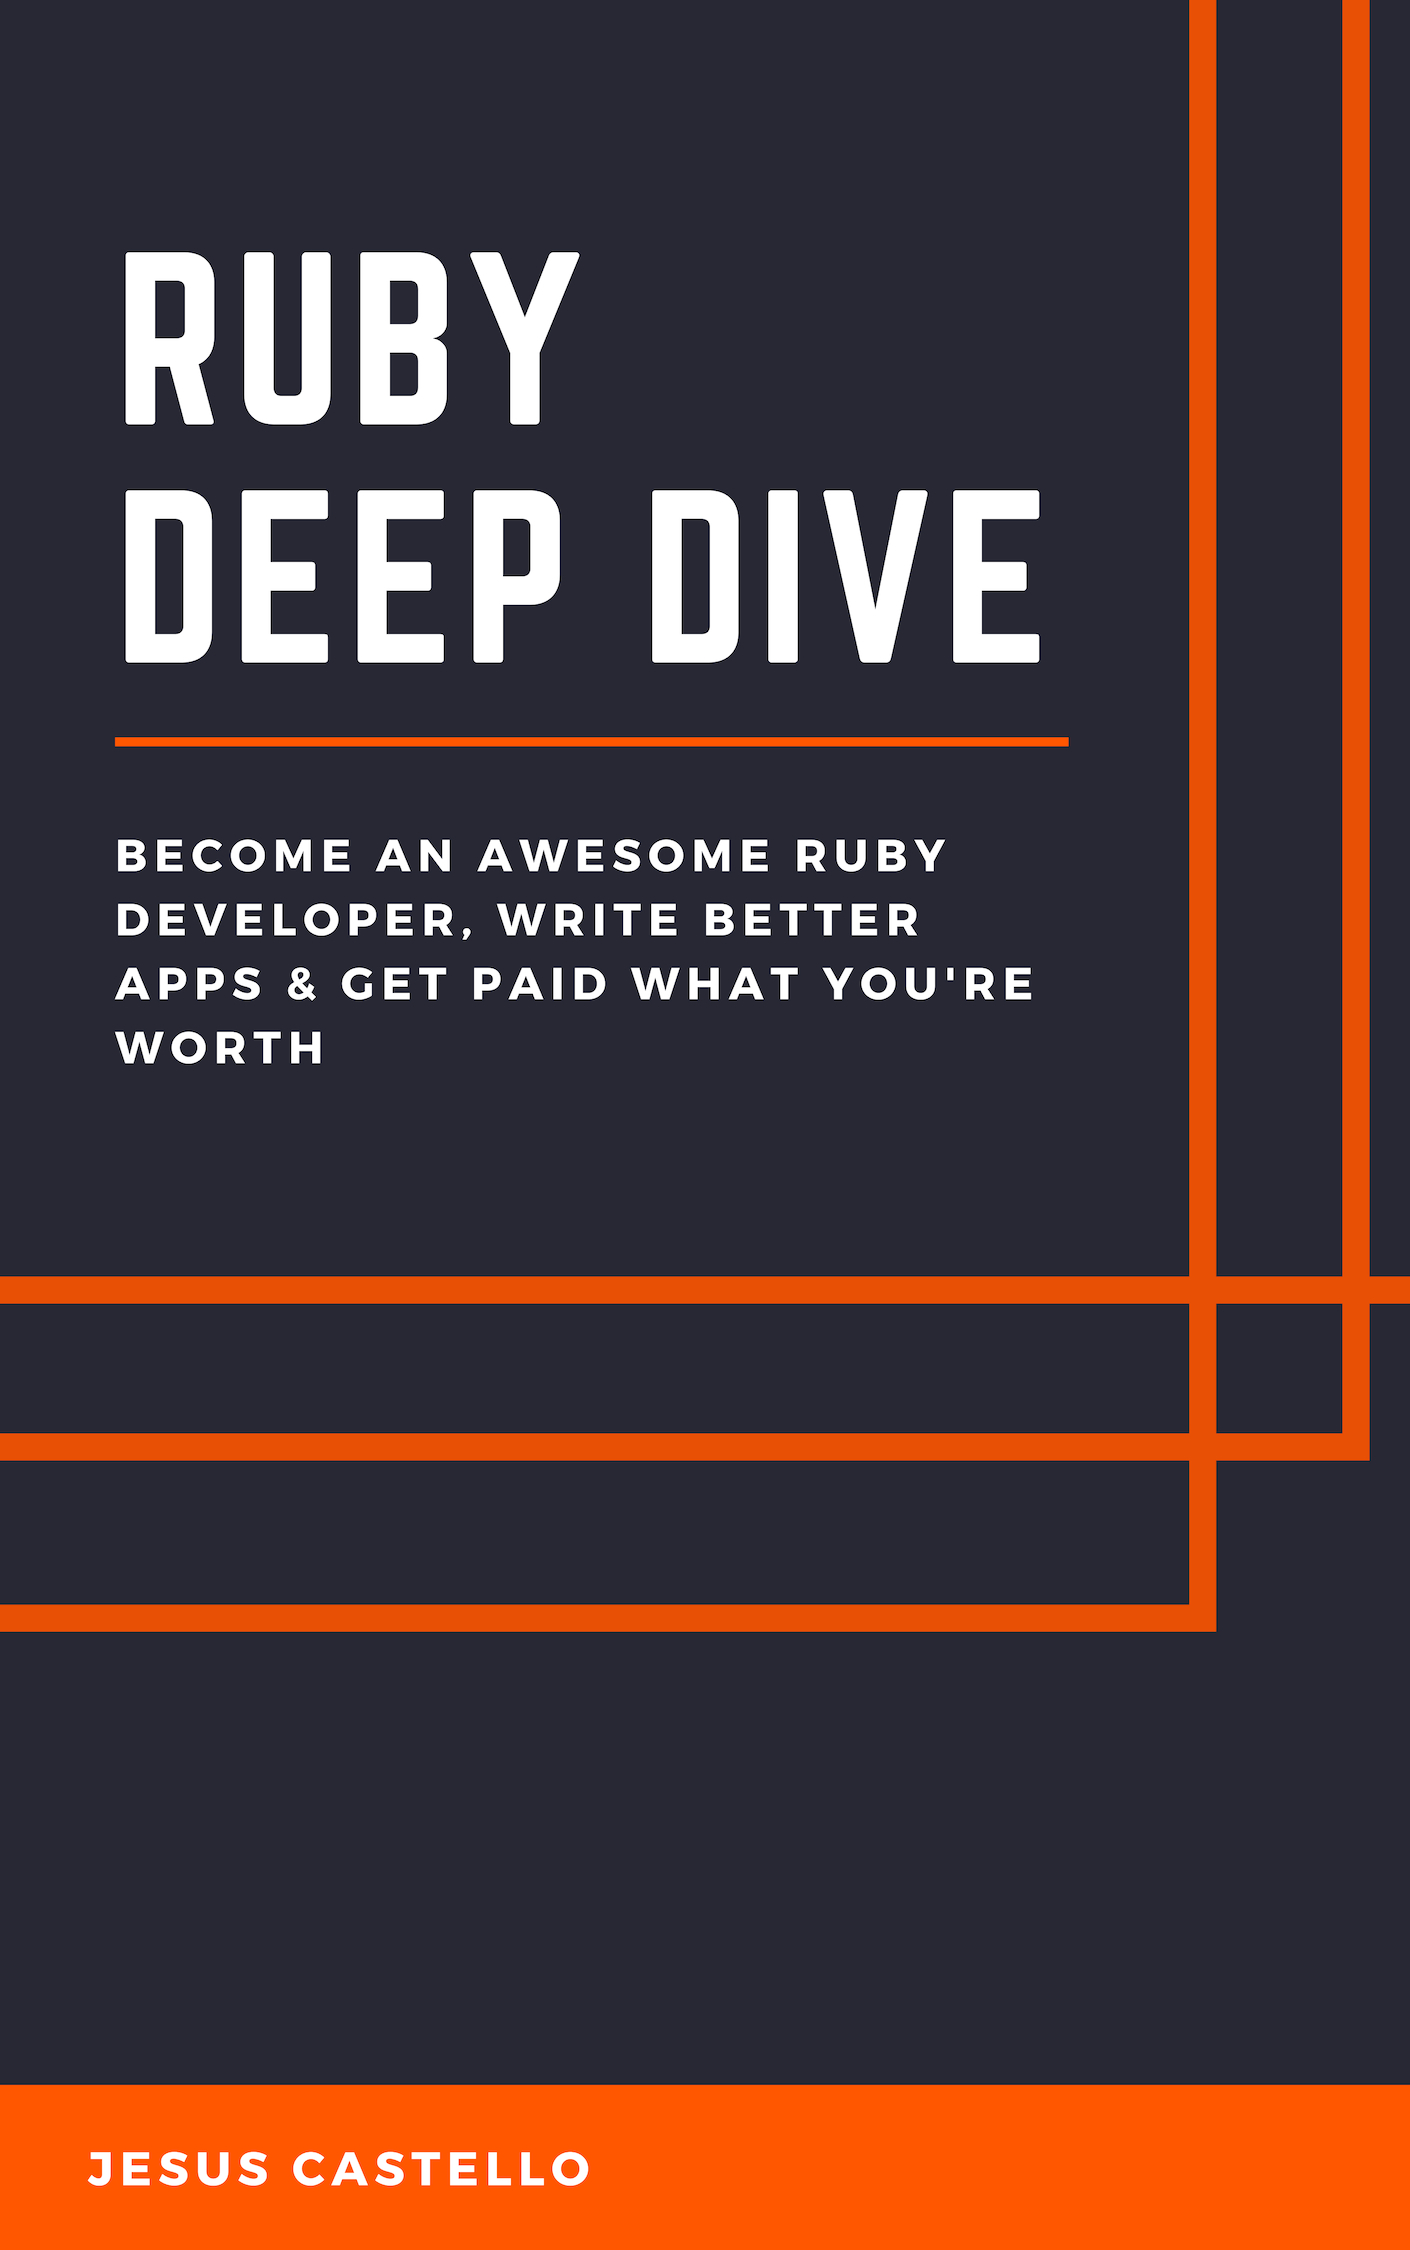 RUBY
DEEP DIVE
BECOME AN AWESOME RUBY
DEVELOPER, WRITE BETTER
APPS & GET PAID WHAT YOU'RE
WORTH
JESUS CASTELLO